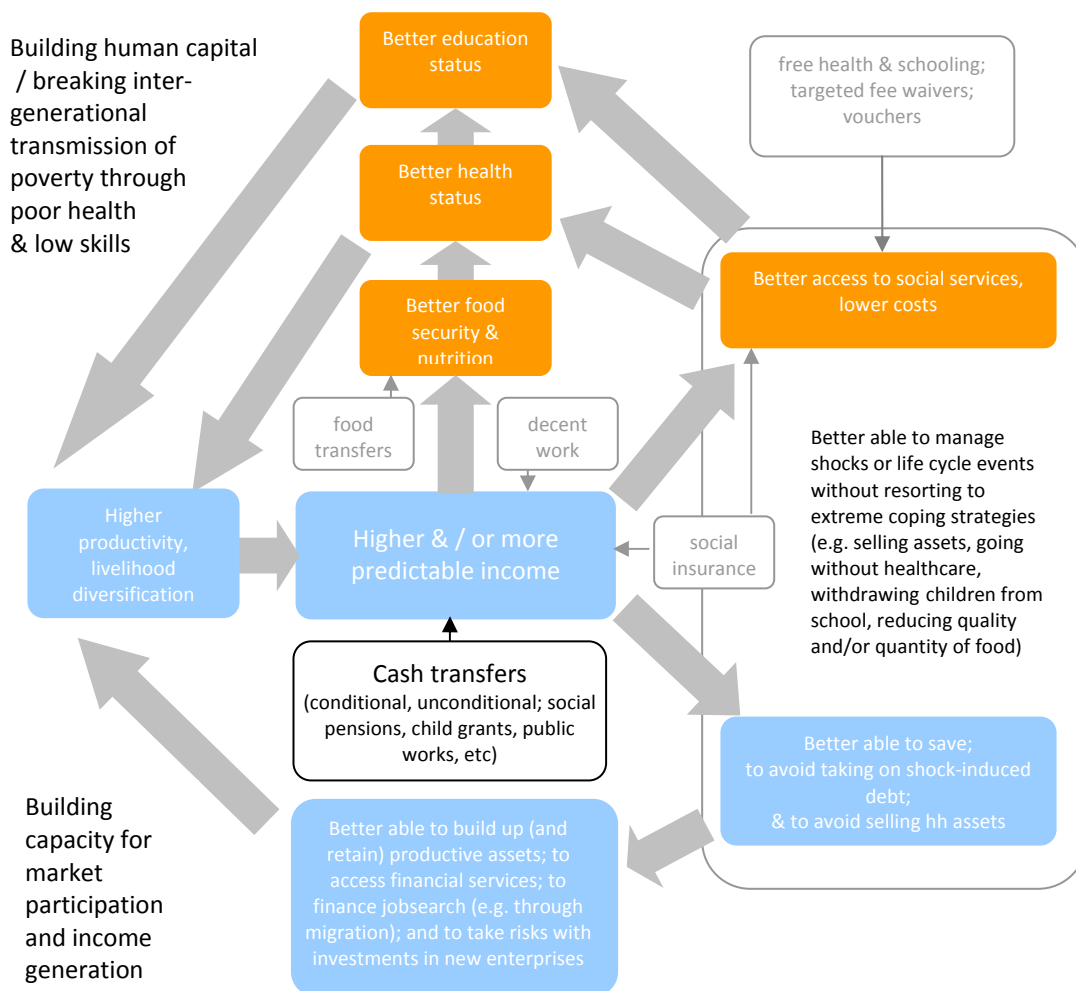 Building human capital
/ breaking inter-
generational
transmission of
poverty through
poor health
& low skills
Better education
status
free health & schooling;
targeted fee waivers;
vouchers
Better health
status
Better food
security &
nutrition
Better access to social services,
lower costs
food
transfers
decent
work
Better able to manage
shocks or life cycle events
without resorting to
extreme coping strategies
(e.g. selling assets, going
without healthcare,
withdrawing children from
school, reducing quality
and/or quantity of food)
Higher
productivity,
livelihood
diversification
Higher & / or more
predictable income
social
insurance
Cash transfers
(conditional, unconditional; social
pensions, child grants, public
works, etc)
Better able to save;
to avoid taking on shock-induced
debt;
& to avoid selling hh assets
Building
capacity for
market
participation
and income
generation
Better able to build up (and
retain) productive assets; to
access financial services; to
finance jobsearch (e.g. through
migration); and to take risks with
investments in new enterprises